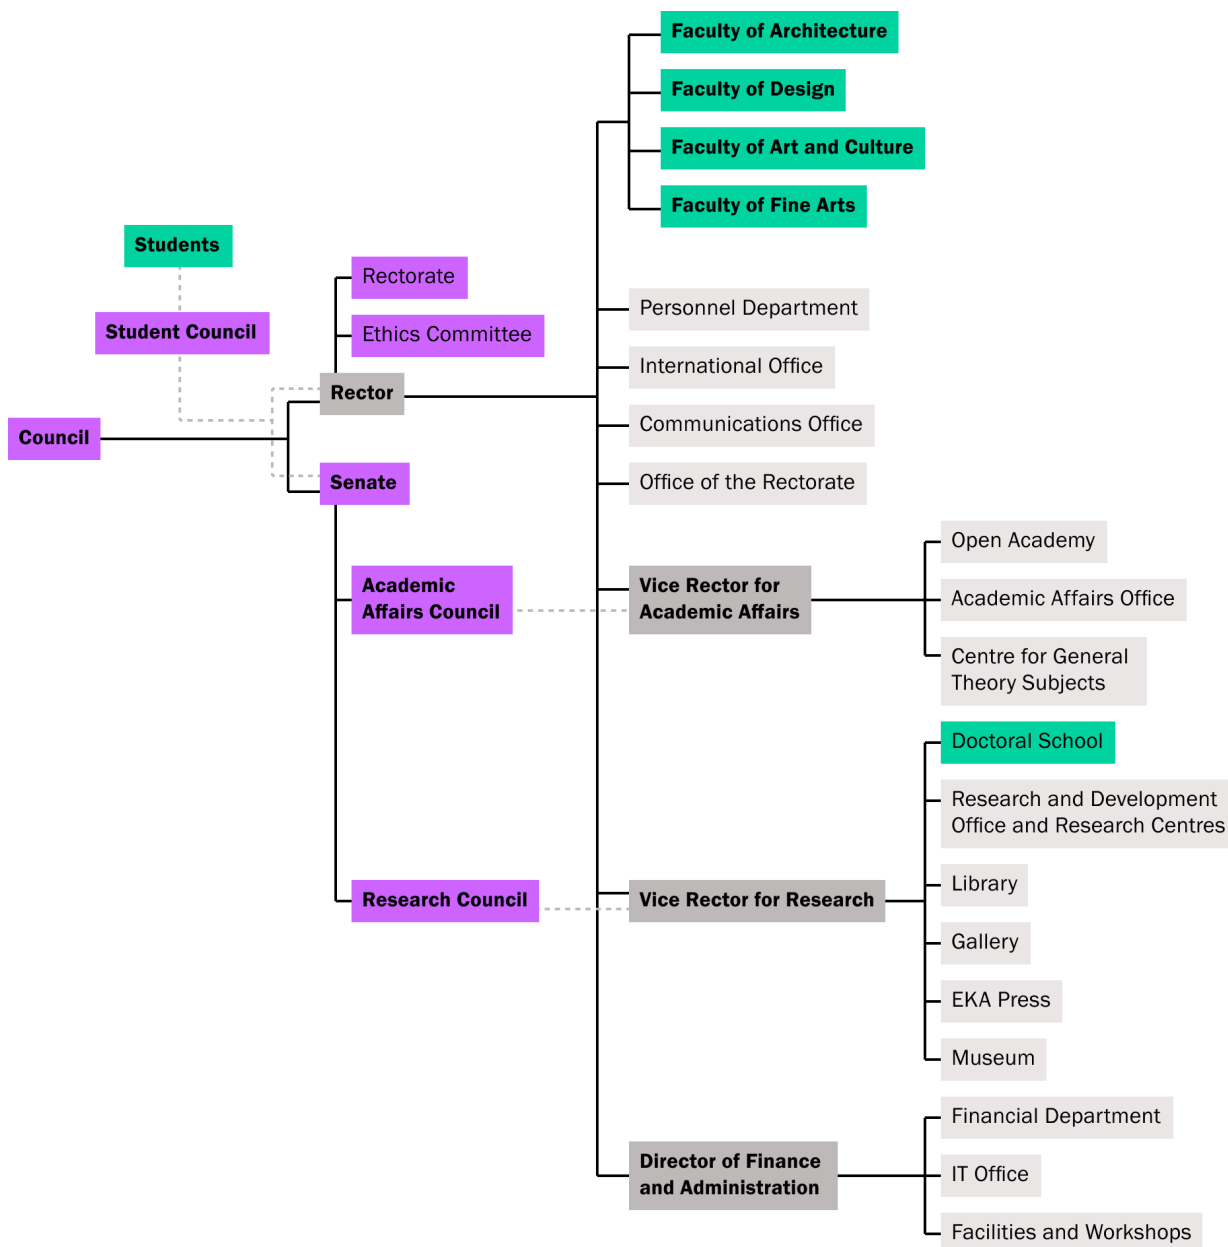 Faculty of Architecture
Faculty of Design
Faculty of Art and Culture
Faculty of Fine Arts
Students
Student Council
Council
Rectorate
Ethics Committee
Rector
Senate
Academic
Affairs Council
Research Council
Personnel Department
International Office
Communications Office
Office of the Rectorate
Vice Rector for
Academic Affairs
Open Academy
Academic Affairs Office
Centre for General
Theory Subjects
Vice Rector for Research
Doctoral School
Research and Development
Office and Research Centres
Library
Gallery
EKA Press
Museum
Director of Finance
and Administration
Financial Department
IT Office
Facilities and Workshops